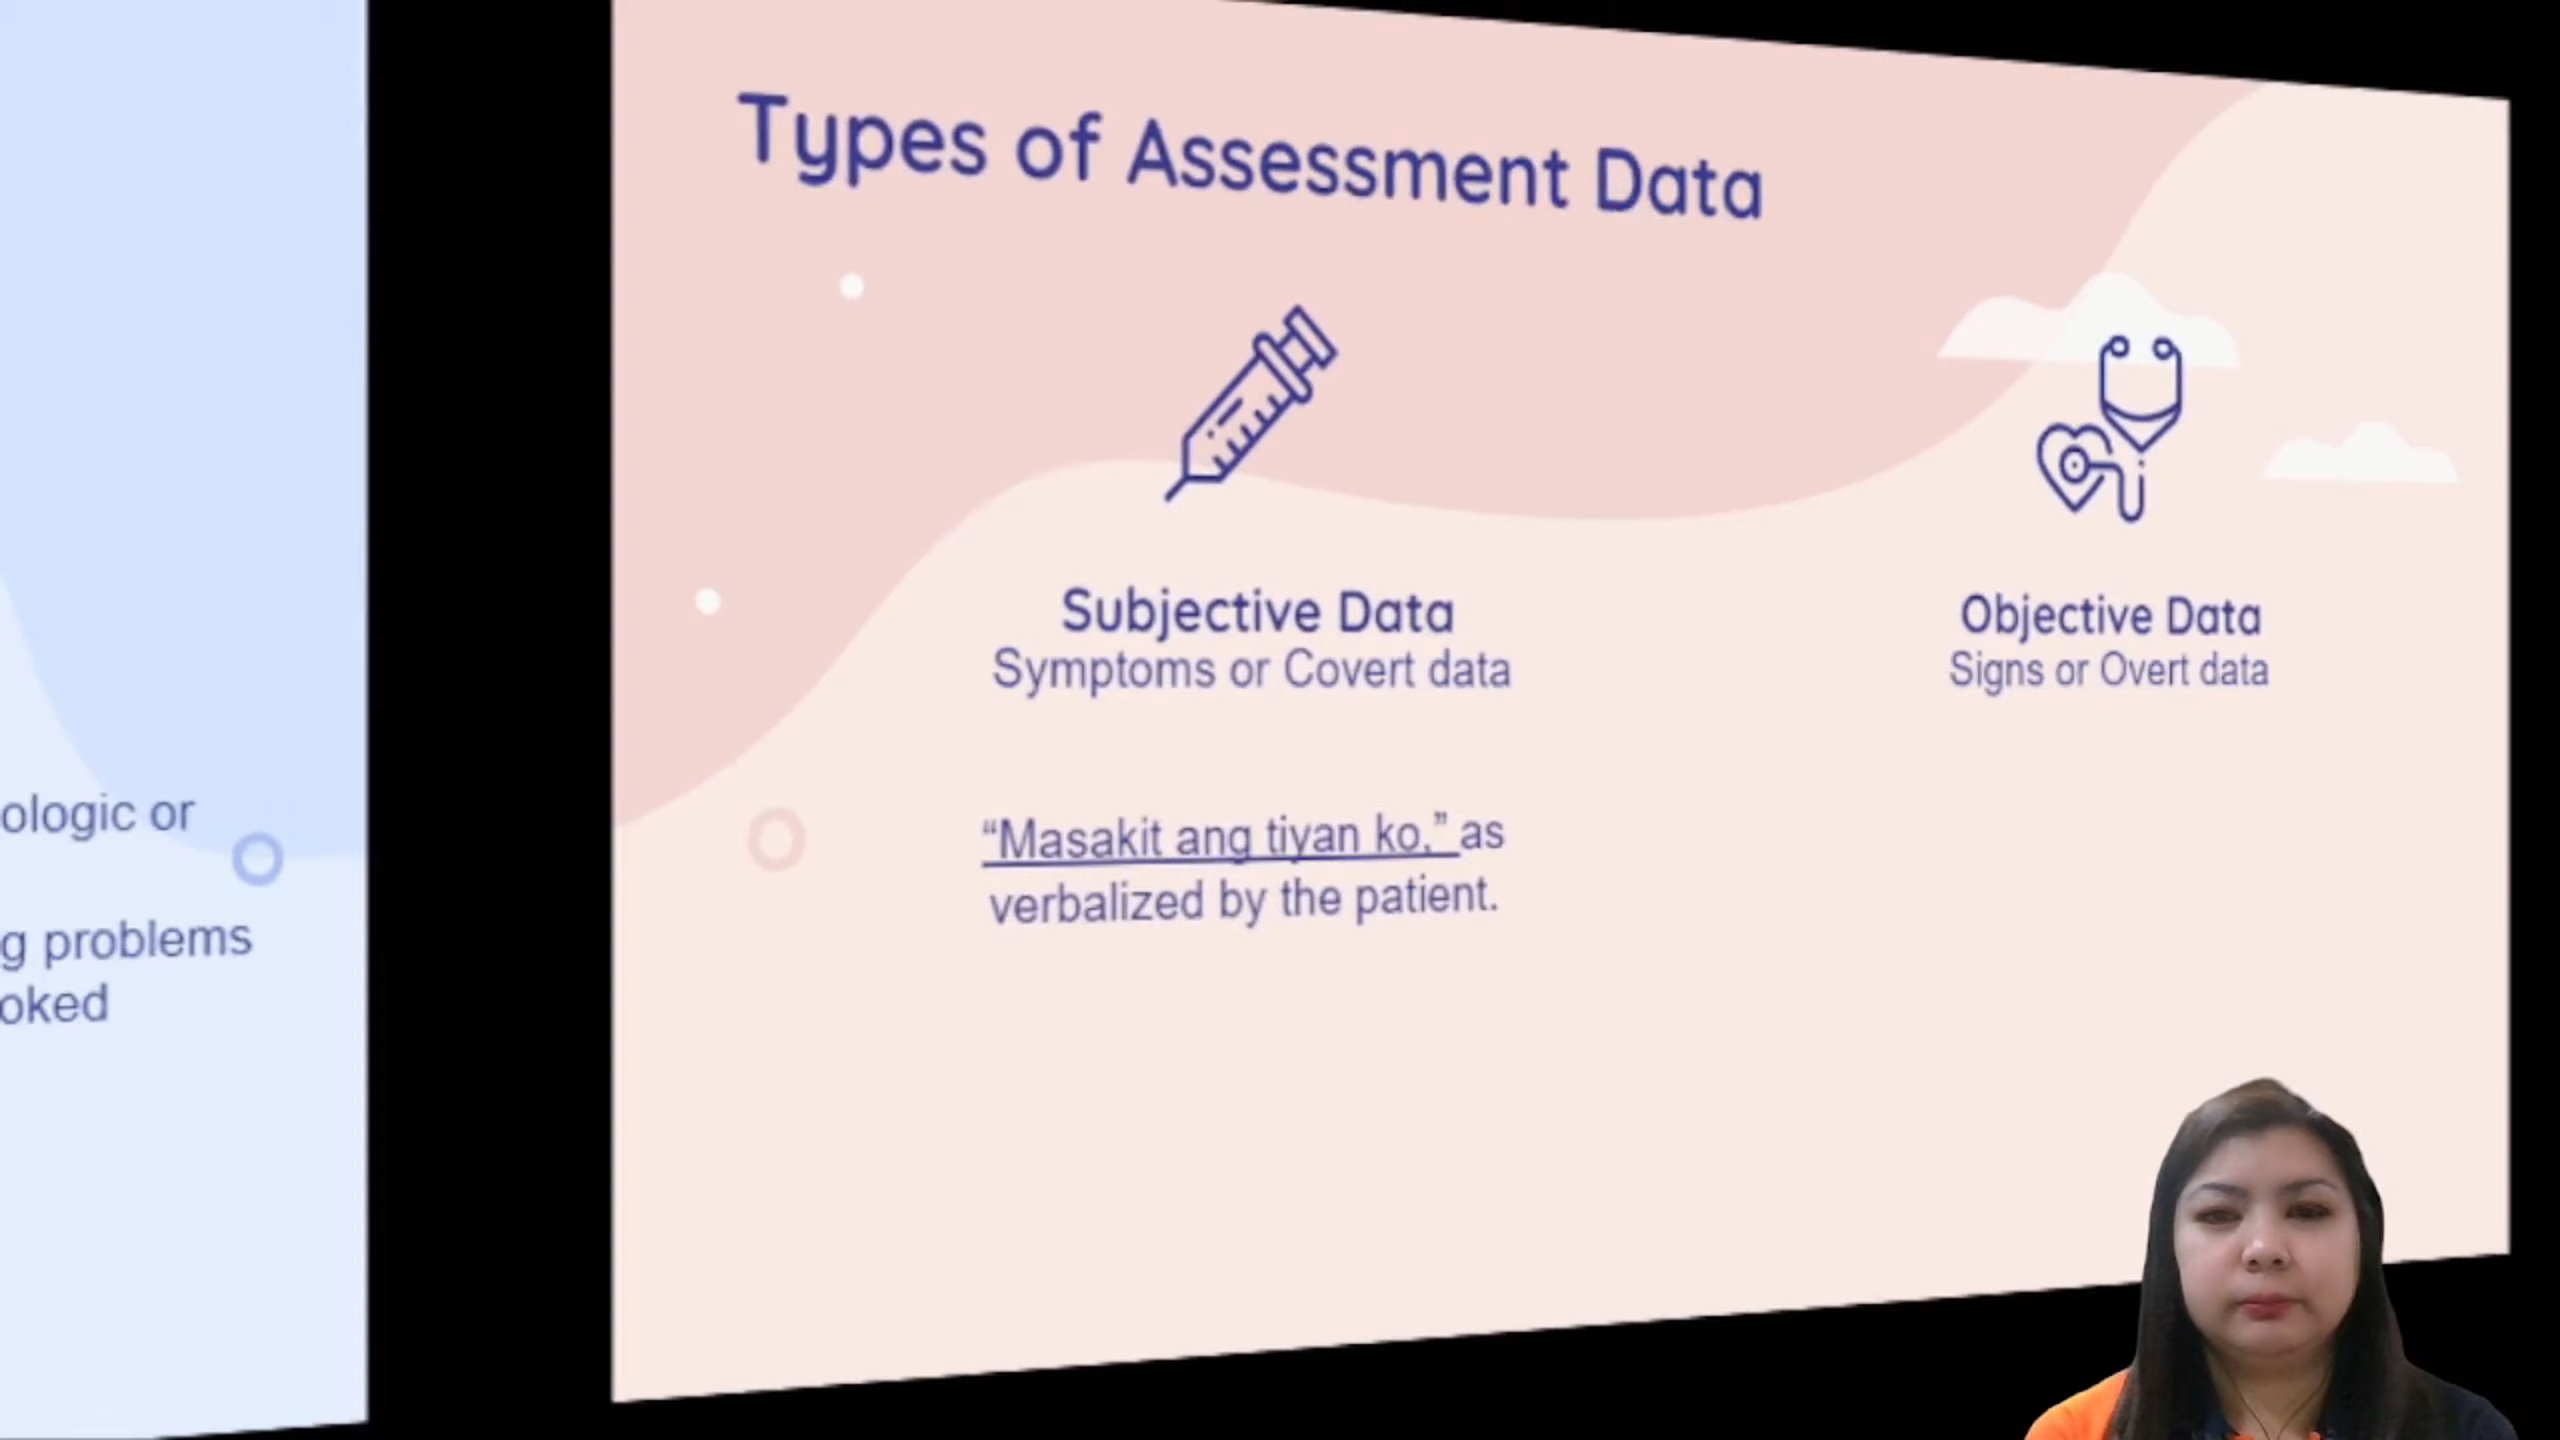 ologic or
g problems
oked
Types of Assessment Data
Subjective Data
Symptoms or Covert data
“Masakit ang tiyan ko,” as
verbalized by the patient.
Objective Data
Signs or Overt data